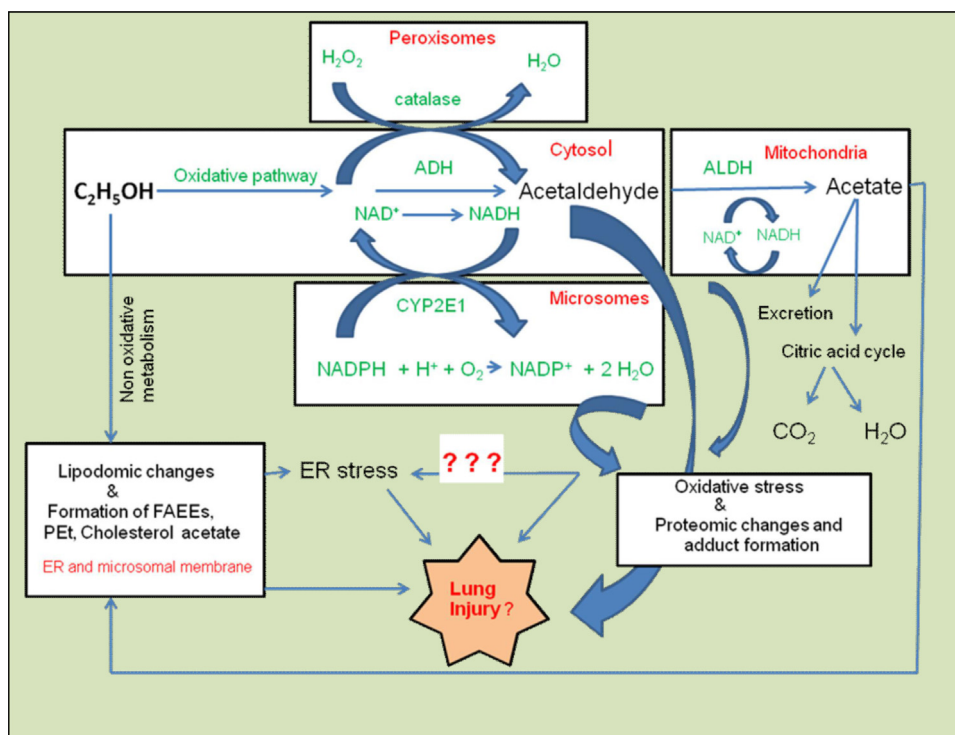 Peroxisomes
H₂O₂
H₂O
catalase
Cytosol
C₂H₅OH
Oxidative pathway
ADH
Acetaldehyde
NAD⁺
NADH
Mitochondria
ALDH
Acetate
NAD⁺
NADH
Microsomes
CYP2E1
NADPH + H⁺ + O₂
NADP⁺ + 2 H₂O
Excretion
Citric acid cycle
CO₂
H₂O
Non oxidative
metabolism
Lipodomic changes
&
Formation of FAEEs,
PEt, Cholesterol acetate
ER and microsomal membrane
ER stress
? ? ?
Oxidative stress
&
Proteomic changes and
adduct formation
Lung
Injury ?